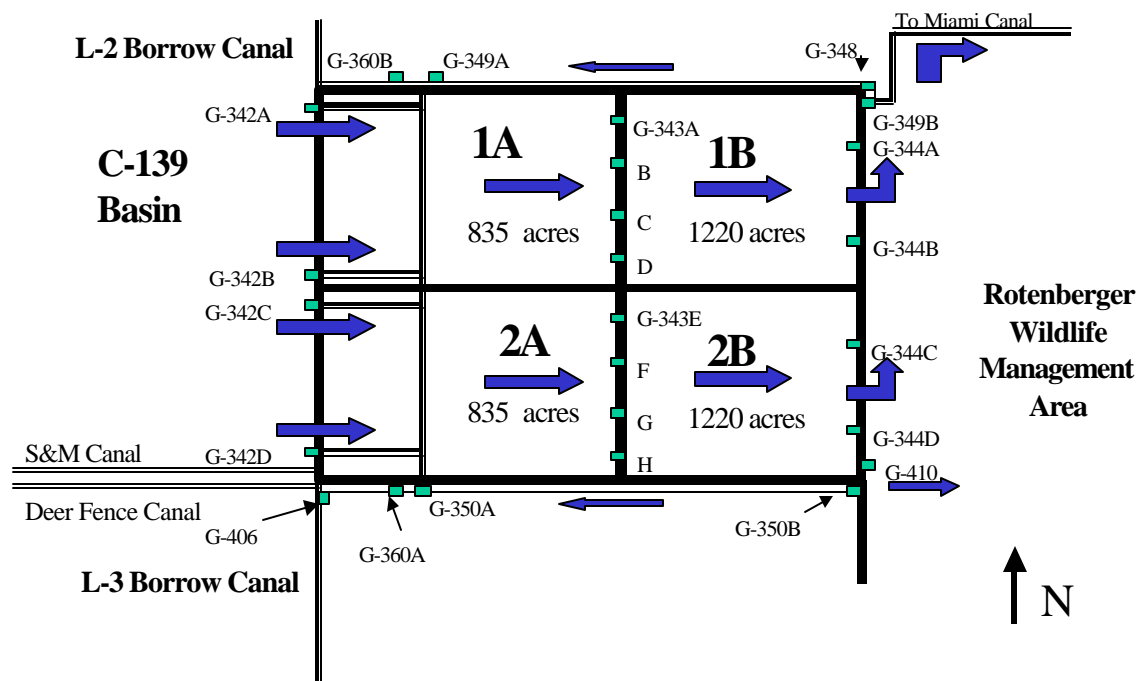 To Miami Canal
L-2 Borrow Canal
G-360B
G-349A
G-348
G-342A
G-349B
G-343A
G-344A
C-139
Basin
1A
B
1B
835 acres
C
1220 acres
D
G-344B
G-342B
G-342C
Rotenberger
Wildlife
Management
Area
G-343E
2A
2B
G-344C
F
835 acres
G
1220 acres
G-344D
S&M Canal
G-342D
H
G-410
Deer Fence Canal
G-406
G-350A
G-350B
G-360A
L-3 Borrow Canal
N